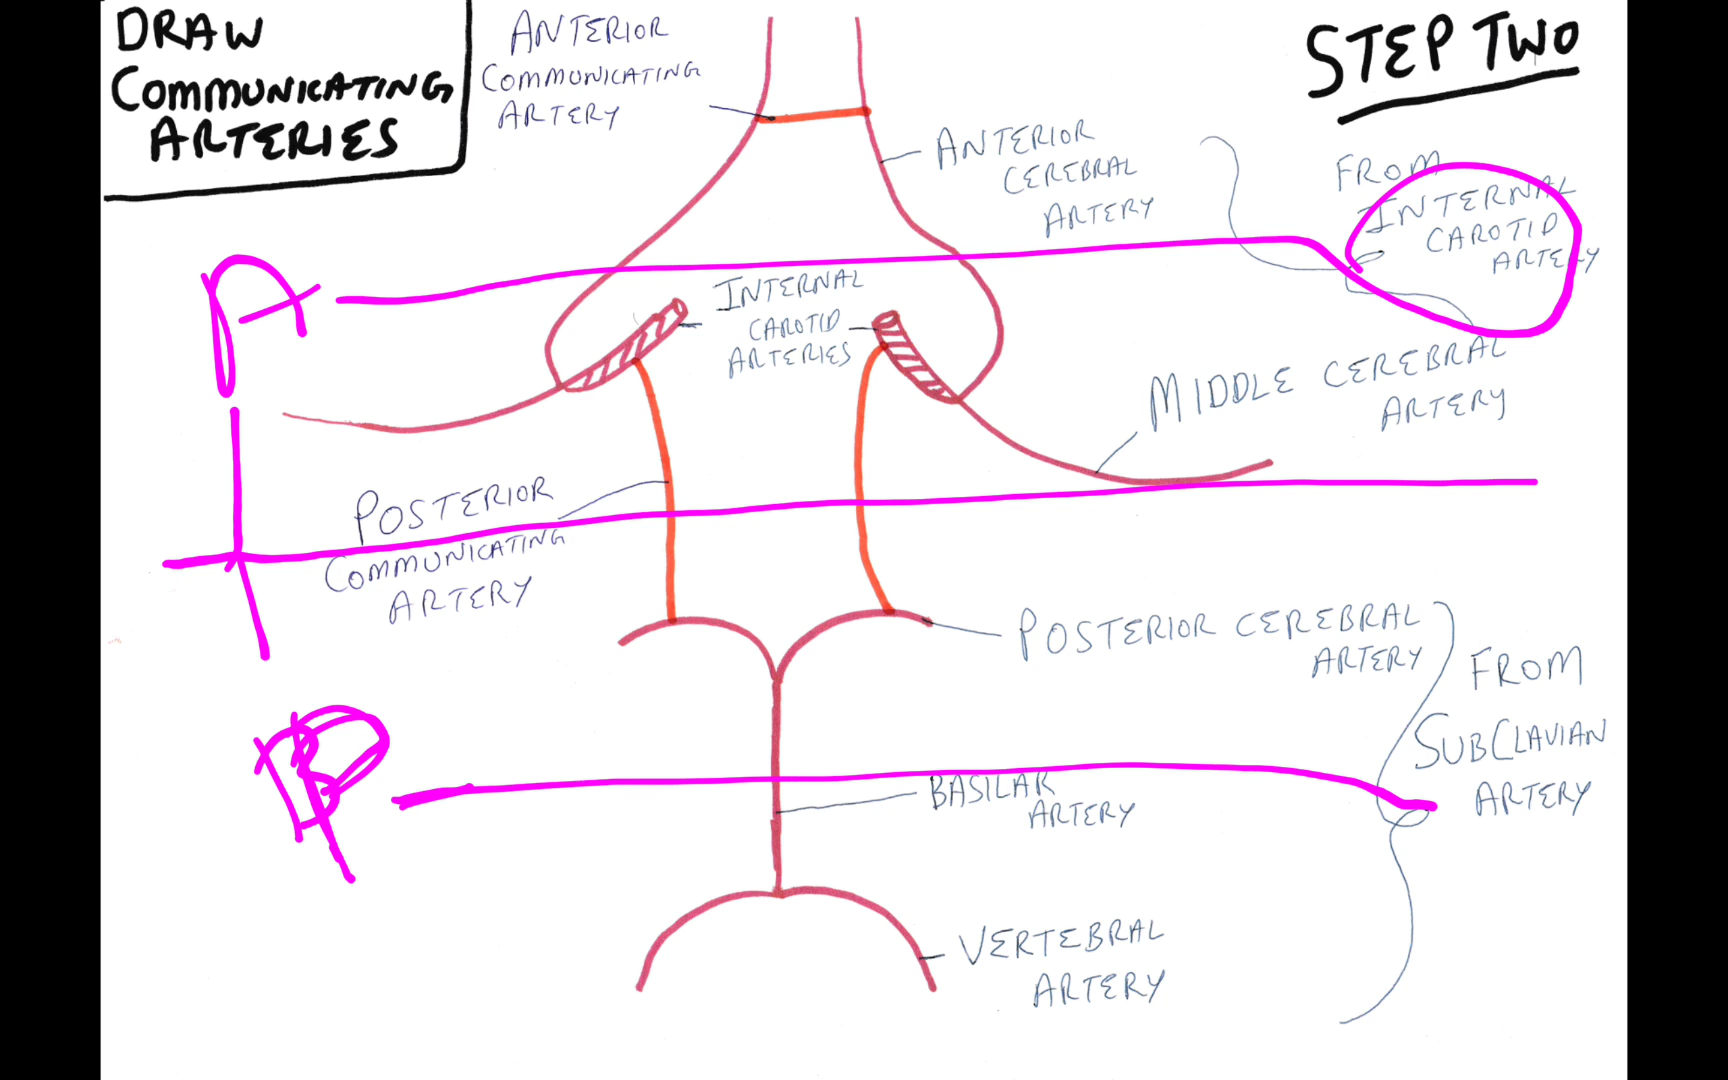 DRAW
COMMUNICATING
ARTERIES
ANTERIOR
COMMUNICATING
ARTERY
STEP TWO
ANTERIOR
CEREBRAL
ARTERY
FROM
INTERNAL
CAROTID
ARTERY
A
INTERNAL
CAROTID
ARTERIES
MIDDLE CEREBRAL
ARTERY
POSTERIOR
COMMUNICATING
ARTERY
POSTERIOR CEREBRAL
ARTERY
FROM
SUBCLAVIAN
ARTERY
P
BASILAR
ARTERY
VERTEBRAL
ARTERY